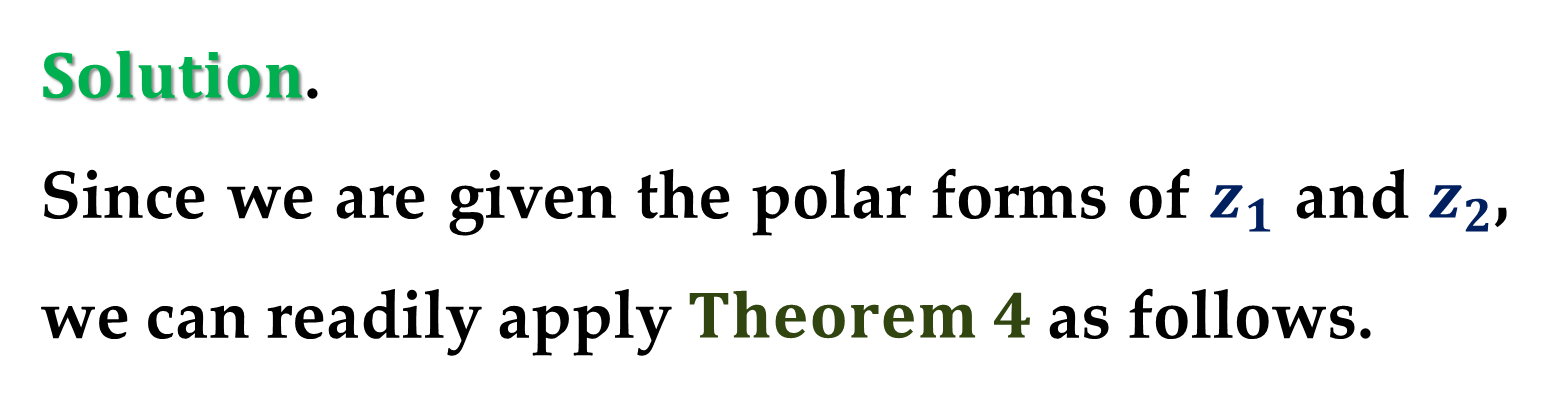 Solution.
Since we are given the polar forms of z₁ and z₂,
we can readily apply Theorem 4 as follows.